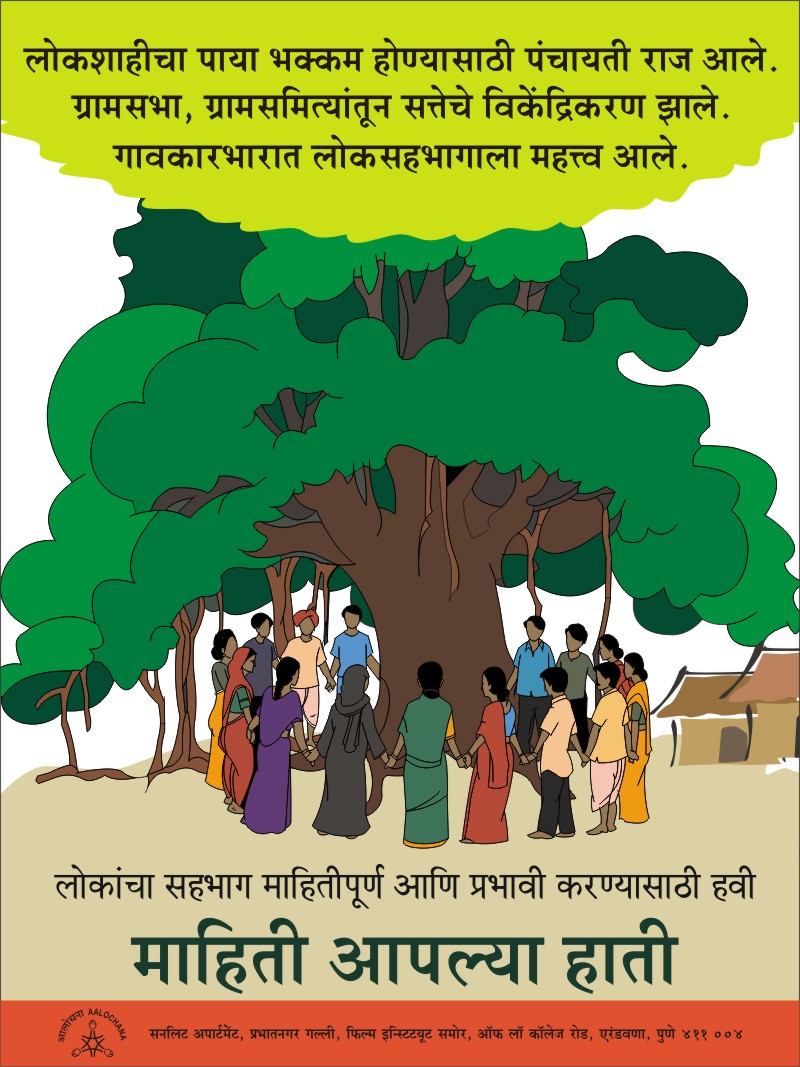 लोकशाहीचा पाया भक्कम होण्यासाठी पंचायती राज आले.
ग्रामसभा, ग्रामसमित्यांतून सत्तेचे विकेंद्रिकरण झाले.
गावकारभारात लोकसहभागाला महत्त्व आले.
लोकांचा सहभाग माहितीपूर्ण आणि प्रभावी करण्यासाठी हवी
माहिती आपल्या हाती
आलोचना AALOCHANA
सनलिट अपार्टमेंट, प्रभातनगर गल्ली, फिल्म इन्स्टिटयूट समोर, ऑफ लॉ कॉलेज रोड, एरंडवणा, पुणे ४११ ००४